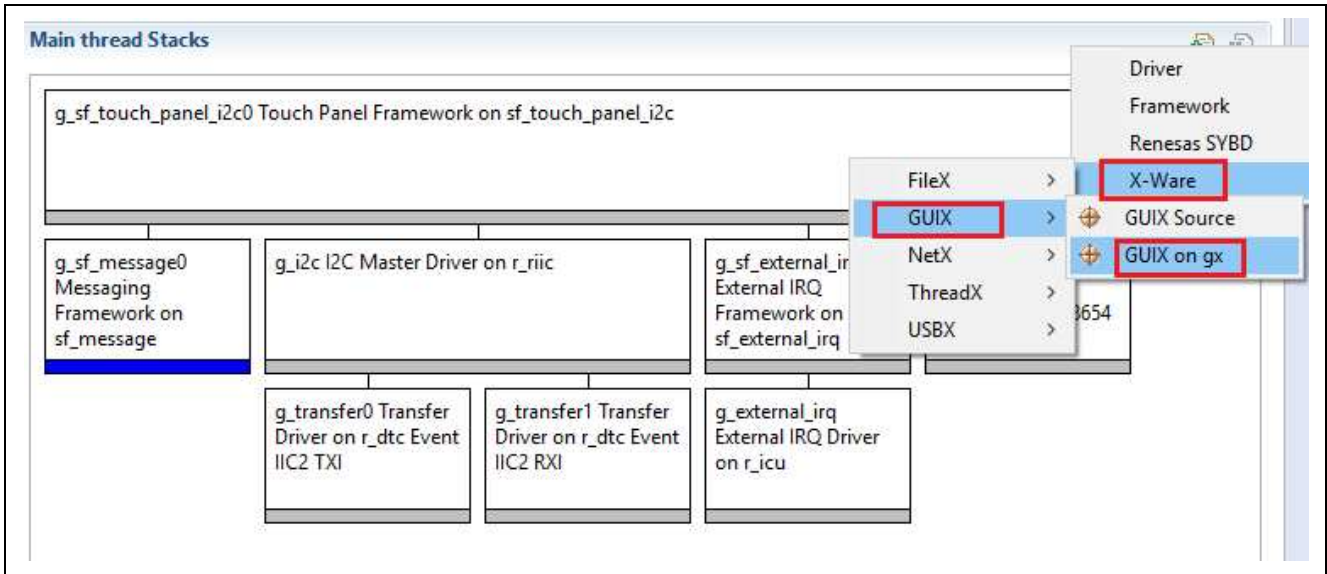 Main thread Stacks
Driver
Framework
Renesas SYBD
X-Ware
g_sf_touch_panel_i2c0 Touch Panel Framework on sf_touch_panel_i2c
FileX
GUIX
NetX
ThreadX
USBX
GUIX Source
GUIX on gx
g_sf_message0
Messaging
Framework on
sf_message
g_i2c I2C Master Driver on r_riic
External IRQ
Framework on
sf_external_irq
g_transfer0 Transfer
Driver on r_dtc Event
IIC2 TXI
g_transfer1 Transfer
Driver on r_dtc Event
IIC2 RXI
g_external_irq
External IRQ Driver
on r_icu